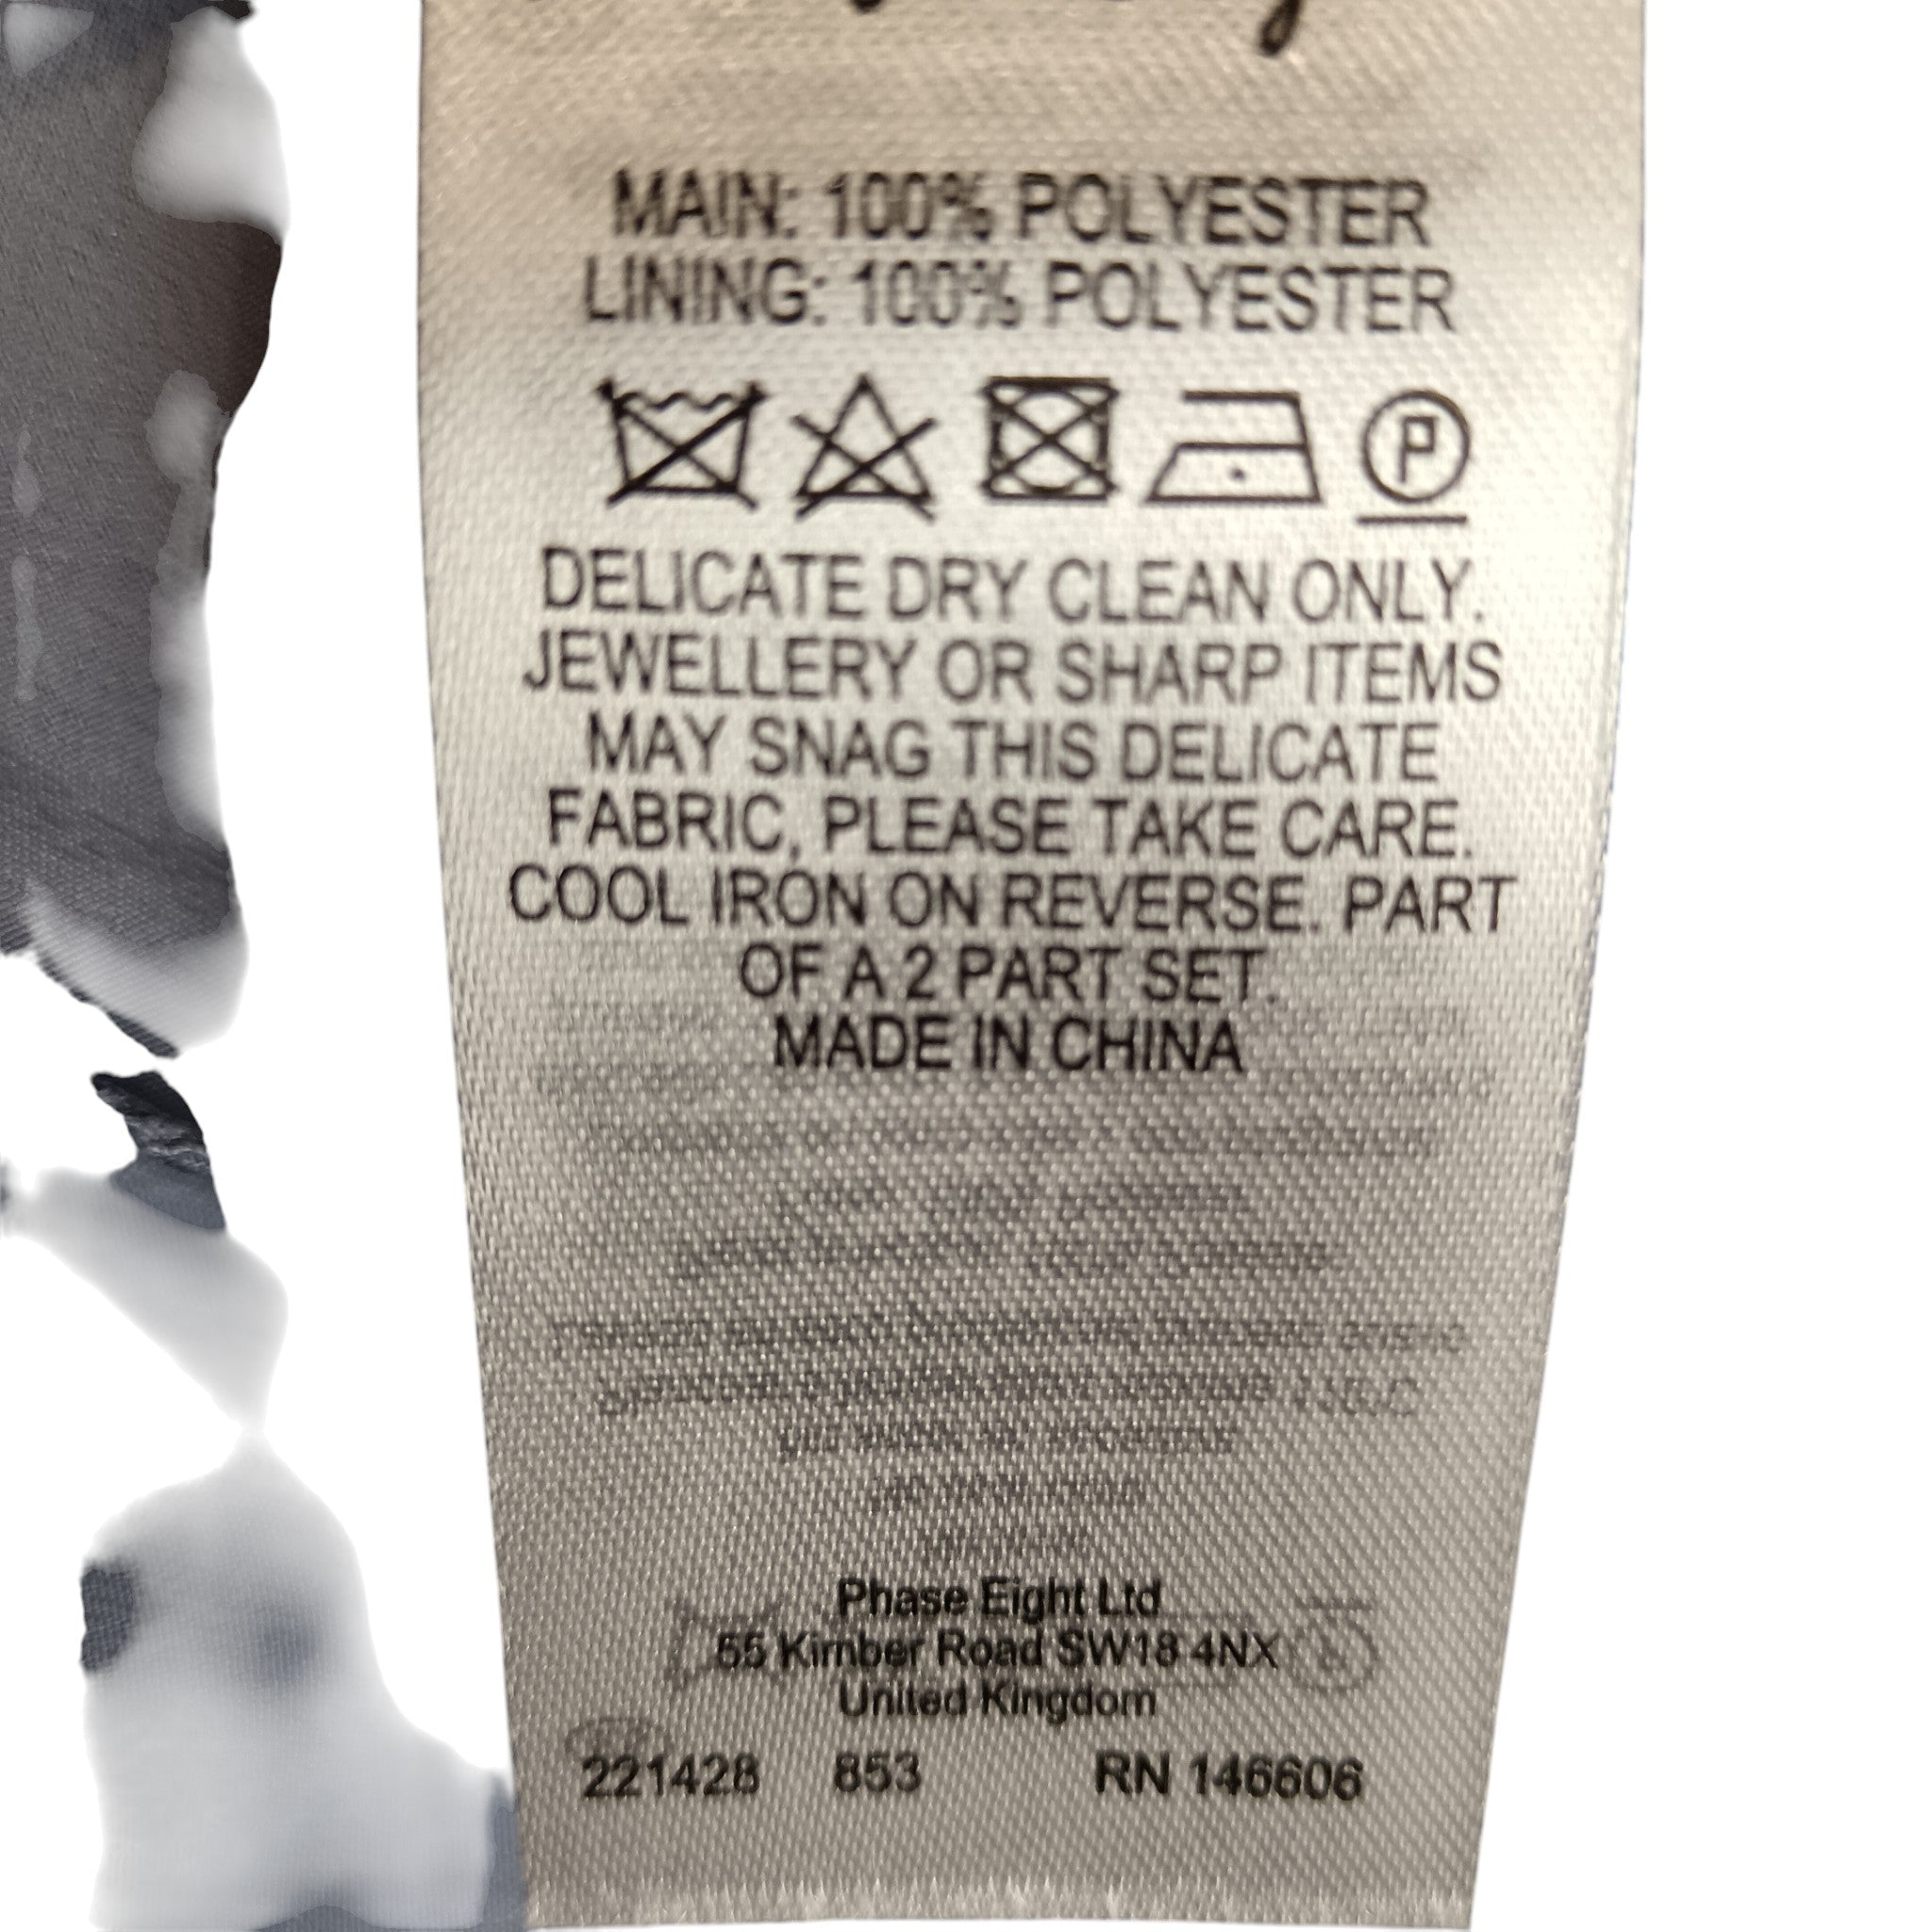 MAIN: 100% POLYESTER
LINING: 100% POLYESTER
P
DELICATE DRY CLEAN ONLY.
JEWELLERY OR SHARP ITEMS
MAY SNAG THIS DELICATE
FABRIC, PLEASE TAKE CARE.
COOL IRON ON REVERSE. PART
OF A 2 PART SET.
MADE IN CHINA
Phase Eight Ltd
55 Kimber Road SW18 4NX
United Kingdom
221428 853 RN 146606